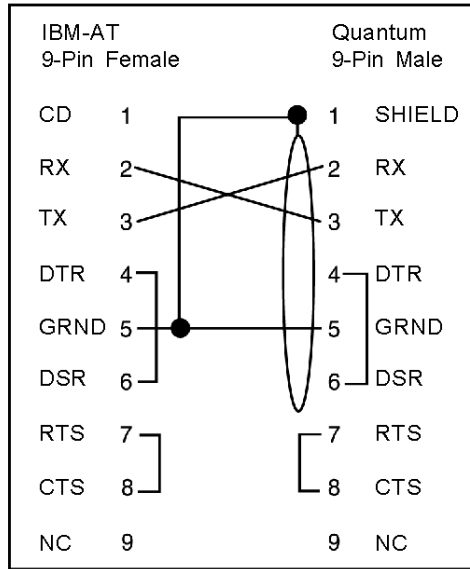 IBM-AT Quantum
9-Pin Female 9-Pin Male
CD 1 1 SHIELD
RX 2 2 RX
TX 3 3 TX
DTR 4 4 DTR
GRND 5 5 GRND
DSR 6 6 DSR
RTS 7 7 RTS
CTS 8 8 CTS
NC 9 9 NC